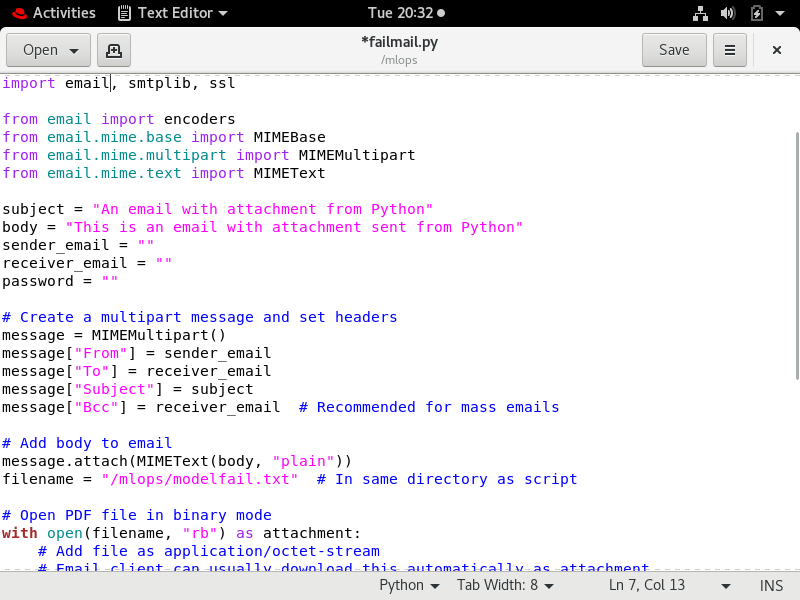 Activities Text Editor Tue 20:32
Open *failmail.py Save
/mlops
import email, smtplib, ssl
from email import encoders
from email.mime.base import MIMEBase
from email.mime.multipart import MIMEMultipart
from email.mime.text import MIMEText
subject = "An email with attachment from Python"
body = "This is an email with attachment sent from Python"
sender_email = ""
receiver_email = ""
password = ""
# Create a multipart message and set headers
message = MIMEMultipart()
message["From"] = sender_email
message["To"] = receiver_email
message["Subject"] = subject
message["Bcc"] = receiver_email  # Recommended for mass emails
# Add body to email
message.attach(MIMEText(body, "plain"))
filename = "/mlops/modelfail.txt"  # In same directory as script
# Open PDF file in binary mode
with open(filename, "rb") as attachment:
    # Add file as application/octet-stream
    # Email client can usually download this automatically as attachment
Python Tab Width: 8 Ln 7, Col 13 INS